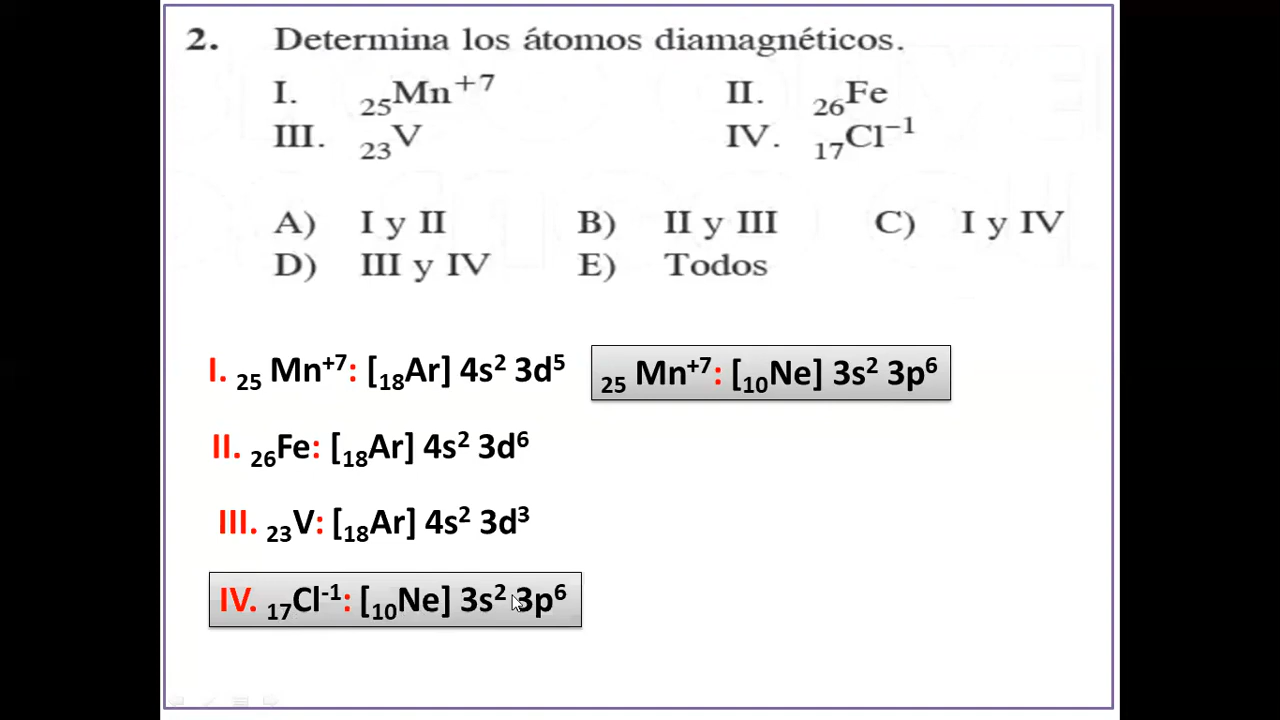 2. Determina los átomos diamagnéticos.
I. ₂₅Mn⁺⁷ II. ₂₆Fe
III. ₂₃V IV. ₁₇Cl⁻¹
A) I y II B) II y III C) I y IV
D) III y IV E) Todos
I. ₂₅ Mn⁺⁷: [₁₈Ar] 4s² 3d⁵ ₂₅ Mn⁺⁷: [₁₀Ne] 3s² 3p⁶
II. ₂₆Fe: [₁₈Ar] 4s² 3d⁶
III. ₂₃V: [₁₈Ar] 4s² 3d³
IV. ₁₇Cl⁻¹: [₁₀Ne] 3s² 3p⁶